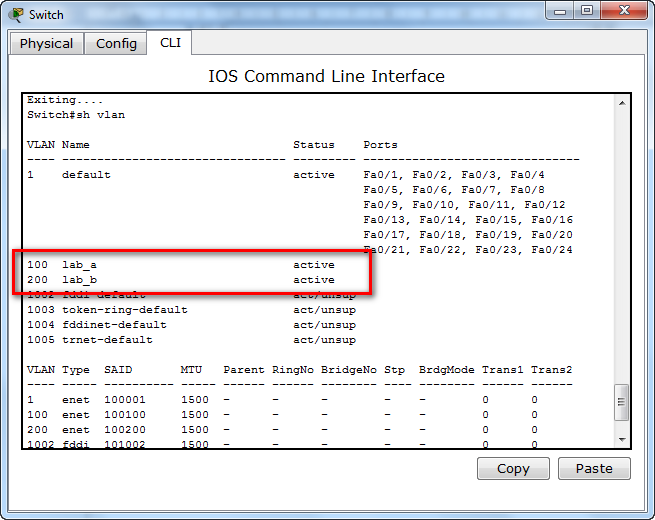 Switch
Physical Config CLI
IOS Command Line Interface
Exiting....
Switch#sh vlan
VLAN Name Status Ports
---- -------------------------------- --------- -------------------------------
1 default active Fa0/1, Fa0/2, Fa0/3, Fa0/4
Fa0/5, Fa0/6, Fa0/7, Fa0/8
Fa0/9, Fa0/10, Fa0/11, Fa0/12
Fa0/13, Fa0/14, Fa0/15, Fa0/16
Fa0/17, Fa0/18, Fa0/19, Fa0/20
Fa0/21, Fa0/22, Fa0/23, Fa0/24
100 lab_a active
200 lab_b active
1002 fddi-default act/unsup
1003 token-ring-default act/unsup
1004 fddinet-default act/unsup
1005 trnet-default act/unsup
VLAN Type SAID MTU Parent RingNo BridgeNo Stp BrdgMode Trans1 Trans2
---- ----- ---------- ----- ------ ------ -------- ---- -------- ------ ------
1 enet 100001 1500 - - - - - 0 0
100 enet 100100 1500 - - - - - 0 0
200 enet 100200 1500 - - - - - 0 0
1002 fddi 101002 1500 - - - - - 0 0
Copy Paste